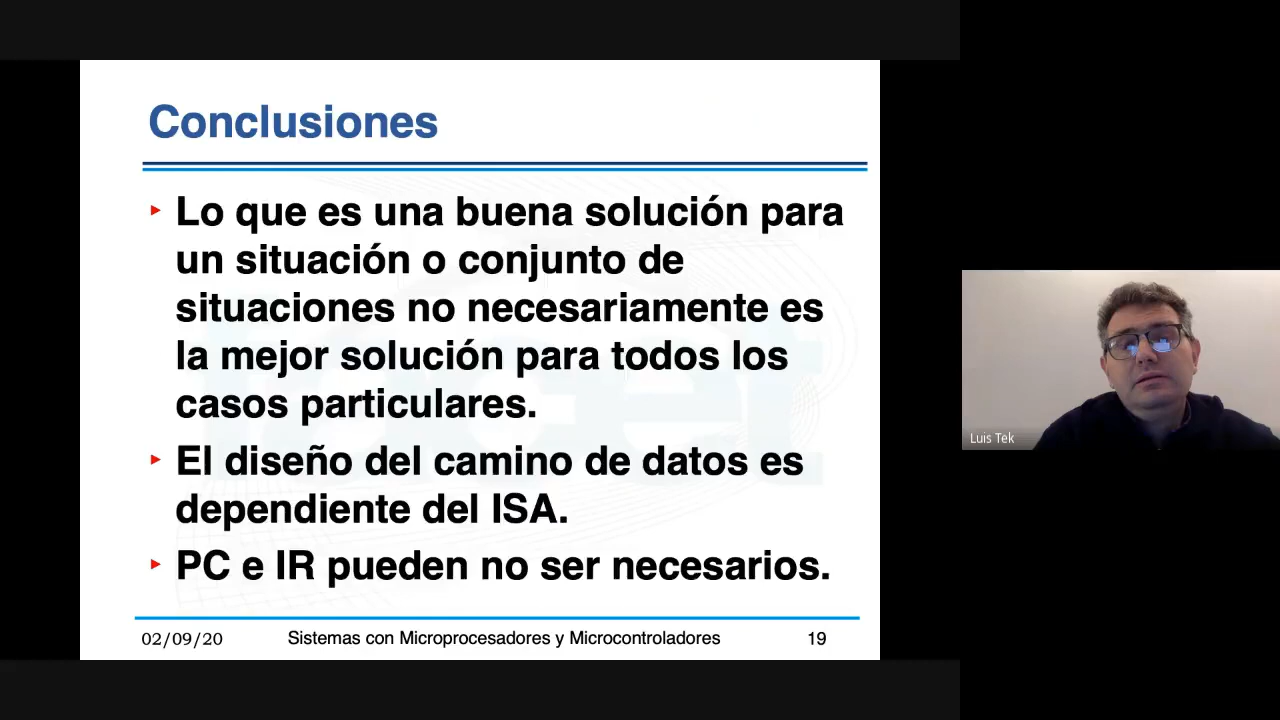 Conclusiones
Lo que es una buena solución para
un situación o conjunto de
situaciones no necesariamente es
la mejor solución para todos los
casos particulares.
El diseño del camino de datos es
dependiente del ISA.
PC e IR pueden no ser necesarios.
02/09/20 Sistemas con Microprocesadores y Microcontroladores 19
Luis Tek